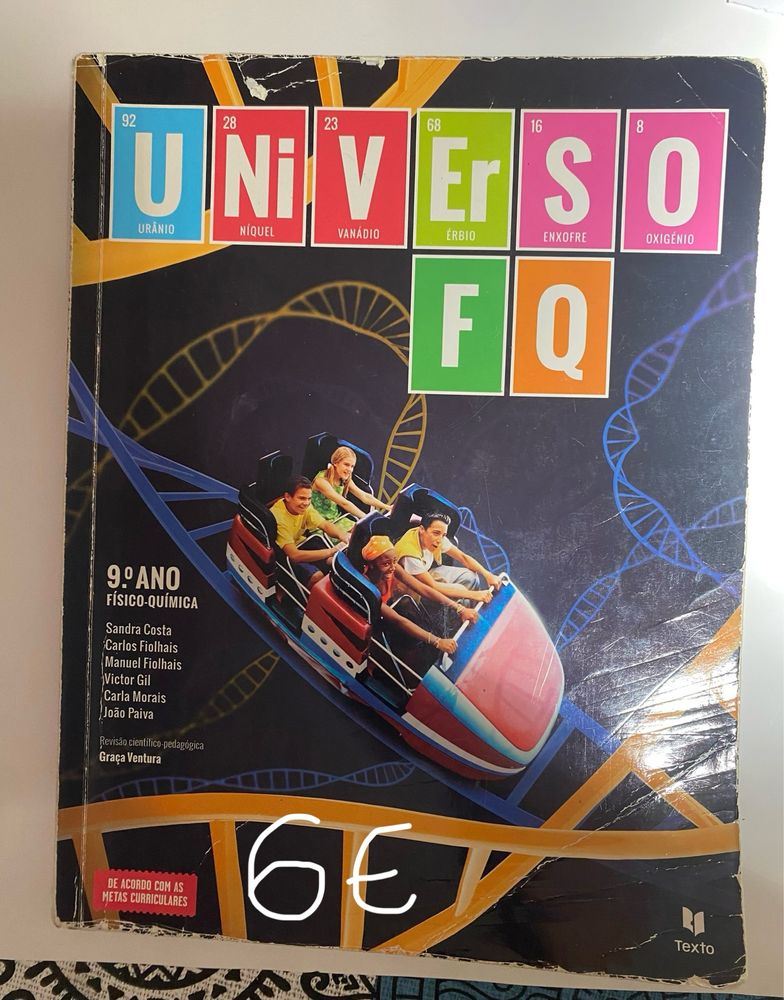 92 28 23 68 16 8
U Ni V Er S O
URÂNIO NÍQUEL VANÁDIO ÉRBIO ENXOFRE OXIGÉNIO
F Q
9.º ANO
FÍSICO-QUÍMICA
Sandra Costa
Carlos Fiolhais
Manuel Fiolhais
Victor Gil
Carla Morais
João Paiva
Revisão científico-pedagógica
Graça Ventura
6€
DE ACORDO COM AS
METAS CURRICULARES
Texto